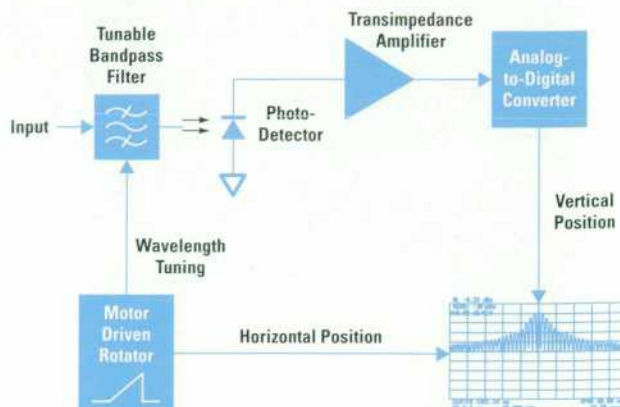 Tunable
Bandpass
Filter
Transimpedance
Amplifier
Analog-
to-Digital
Converter
Input
Photo-
Detector
Vertical
Position
Wavelength
Tuning
Motor
Driven
Rotator
Horizontal Position